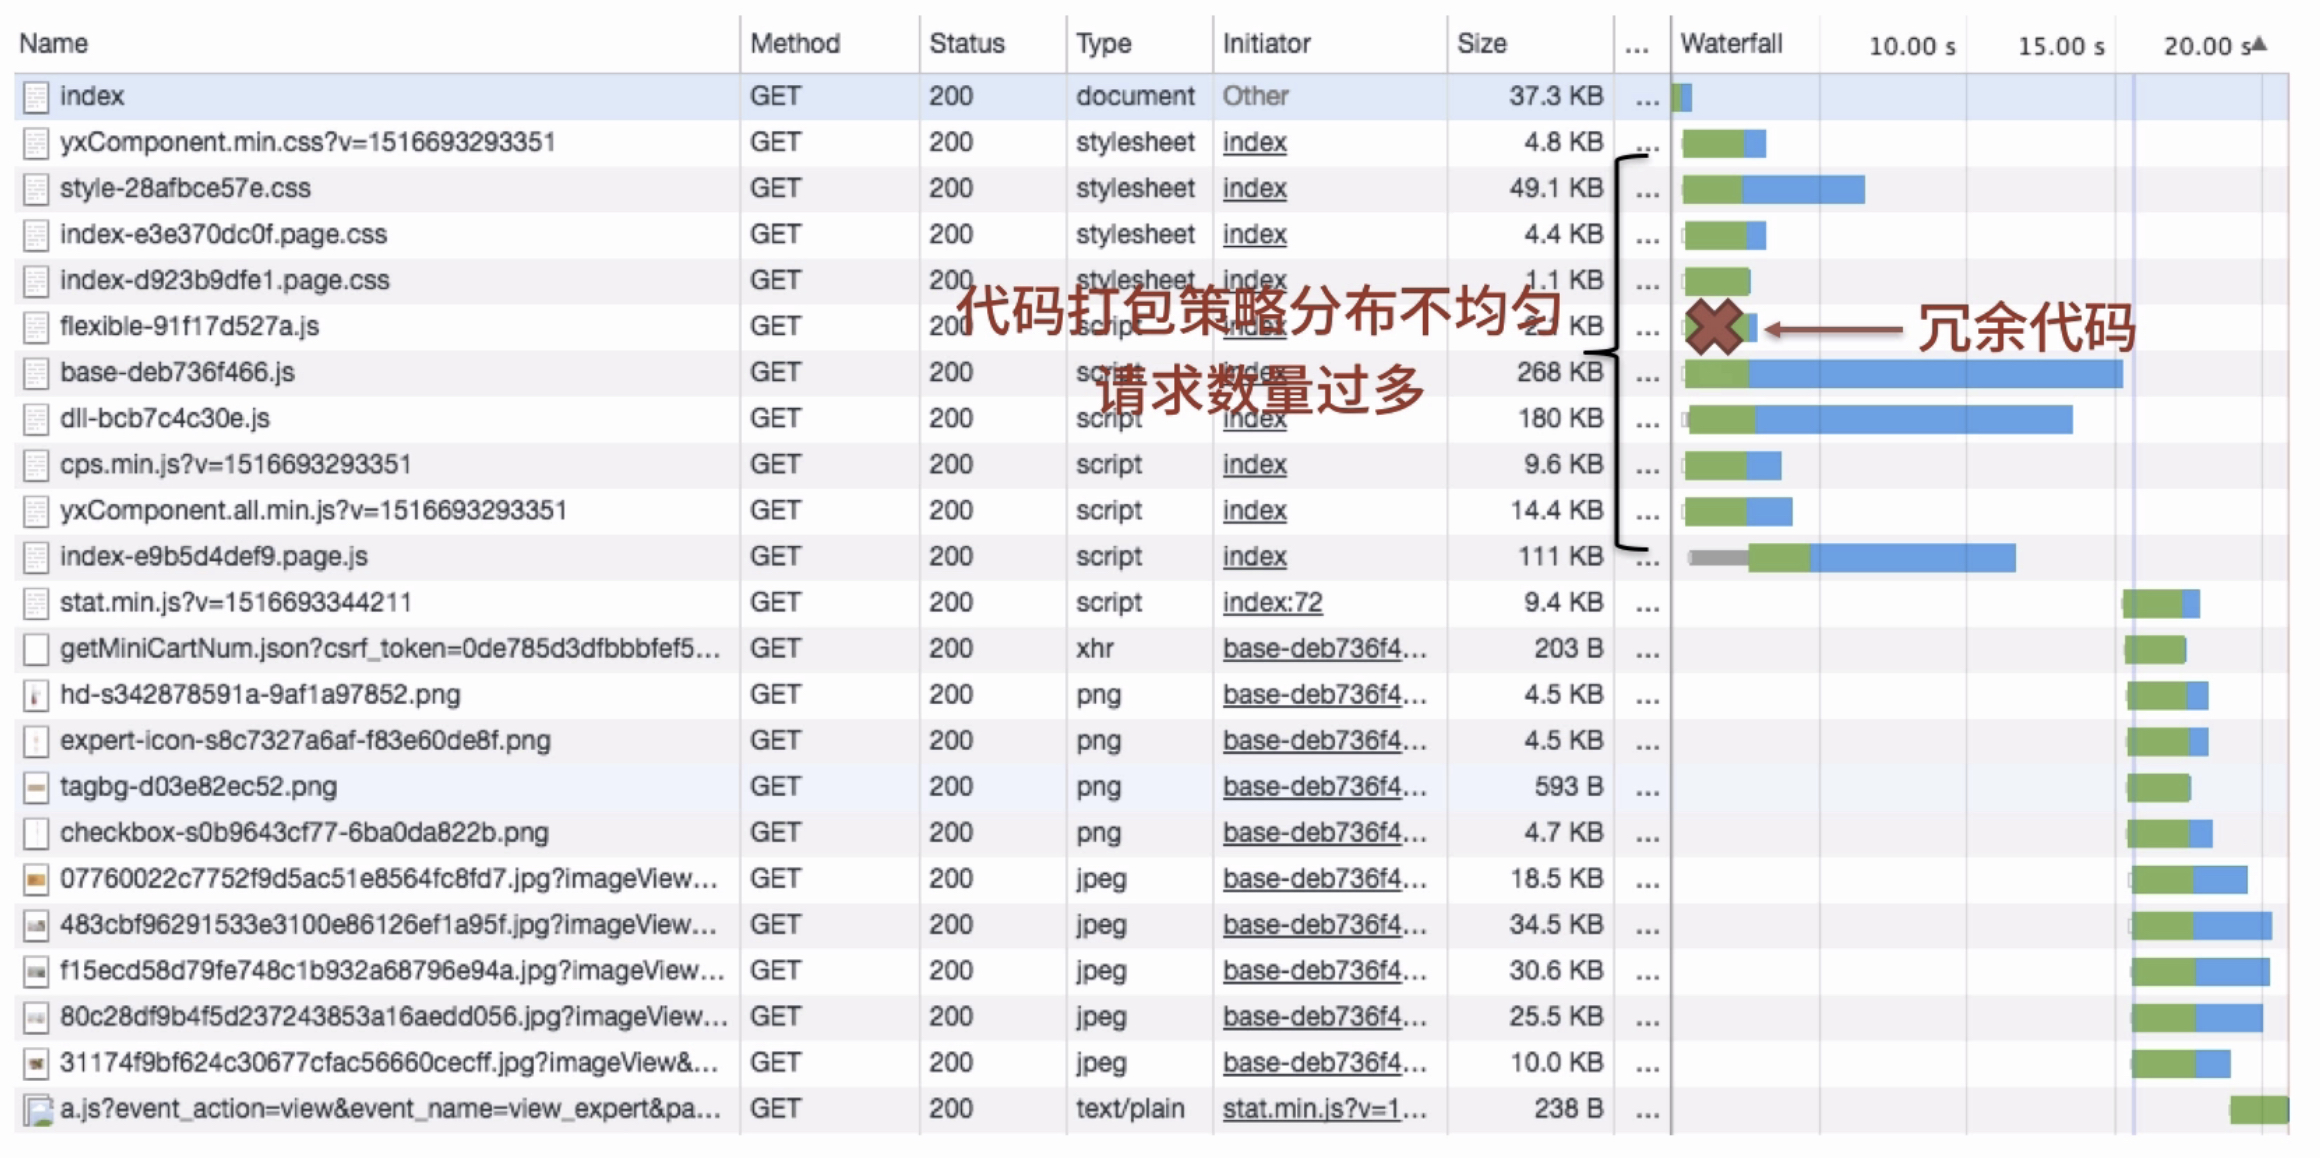 Name Method Status Type Initiator Size ... Waterfall 10.00 s 15.00 s 20.00 s
index GET 200 document Other 37.3 KB ...
yxComponent.min.css?v=1516693293351 GET 200 stylesheet index 4.8 KB ...
style-28afbce57e.css GET 200 stylesheet index 49.1 KB ...
index-e3e370dc0f.page.css GET 200 stylesheet index 4.4 KB ...
index-d923b9dfe1.page.css GET 200 stylesheet index 1.1 KB ...
代码打包策略分布不均匀
flexible-91f17d527a.js GET 200 script index KB ...
冗余代码
base-deb736f466.js GET 200 script index 268 KB ...
请求数量过多
dll-bcb7c4c30e.js GET 200 script index 180 KB ...
cps.min.js?v=1516693293351 GET 200 script index 9.6 KB ...
yxComponent.all.min.js?v=1516693293351 GET 200 script index 14.4 KB ...
index-e9b5d4def9.page.js GET 200 script index 111 KB ...
stat.min.js?v=1516693344211 GET 200 script index:72 9.4 KB ...
getMiniCartNum.json?csrf_token=0de785d3dfbbbfef5... GET 200 xhr base-deb736f4... 203 B ...
hd-s342878591a-9af1a97852.png GET 200 png base-deb736f4... 4.5 KB ...
expert-icon-s8c7327a6af-f83e60de8f.png GET 200 png base-deb736f4... 4.5 KB ...
tagbg-d03e82ec52.png GET 200 png base-deb736f4... 593 B ...
checkbox-s0b9643cf77-6ba0da822b.png GET 200 png base-deb736f4... 4.7 KB ...
07760022c7752f9d5ac51e8564fc8fd7.jpg?imageView... GET 200 jpeg base-deb736f4... 18.5 KB ...
483cbf96291533e3100e86126ef1a95f.jpg?imageView... GET 200 jpeg base-deb736f4... 34.5 KB ...
f15ecd58d79fe748c1b932a68796e94a.jpg?imageView... GET 200 jpeg base-deb736f4... 30.6 KB ...
80c28df9b4f5d237243853a16aedd056.jpg?imageView... GET 200 jpeg base-deb736f4... 25.5 KB ...
31174f9bf624c30677cfac56660cecff.jpg?imageView&... GET 200 jpeg base-deb736f4... 10.0 KB ...
a.js?event_action=view&event_name=view_expert&pa... GET 200 text/plain stat.min.js?v=1... 238 B ...